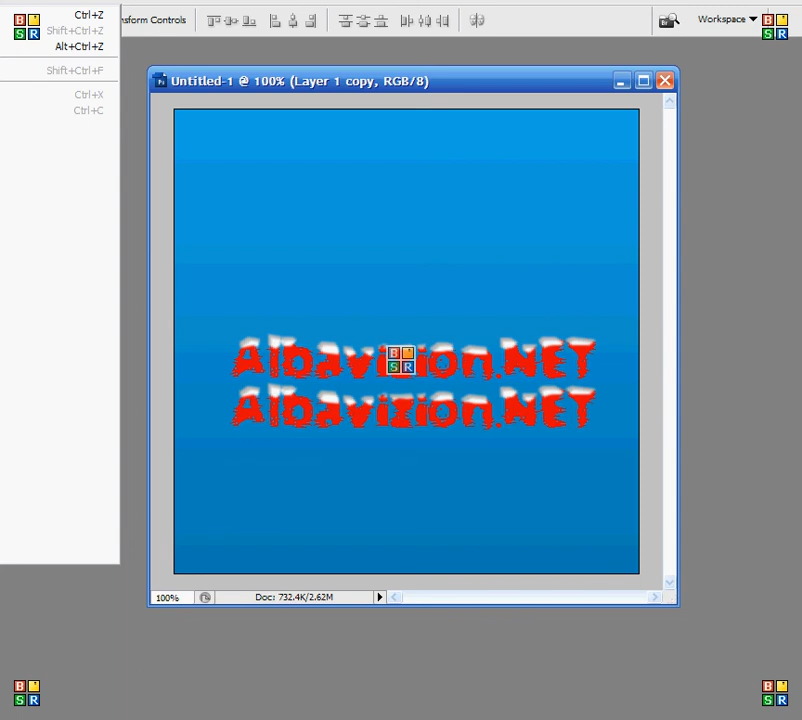 Ctrl+Z
nsform Controls
Workspace
Shift+Ctrl+Z
Alt+Ctrl+Z
Shift+Ctrl+F
Ctrl+X
Ctrl+C
Untitled-1 @ 100% (Layer 1 copy, RGB/8)
Albavizion.NET
Albavizion.NET
100%
Doc: 732.4K/2.62M
B
S R
B
S R
B
S R
B
S R
B
S R